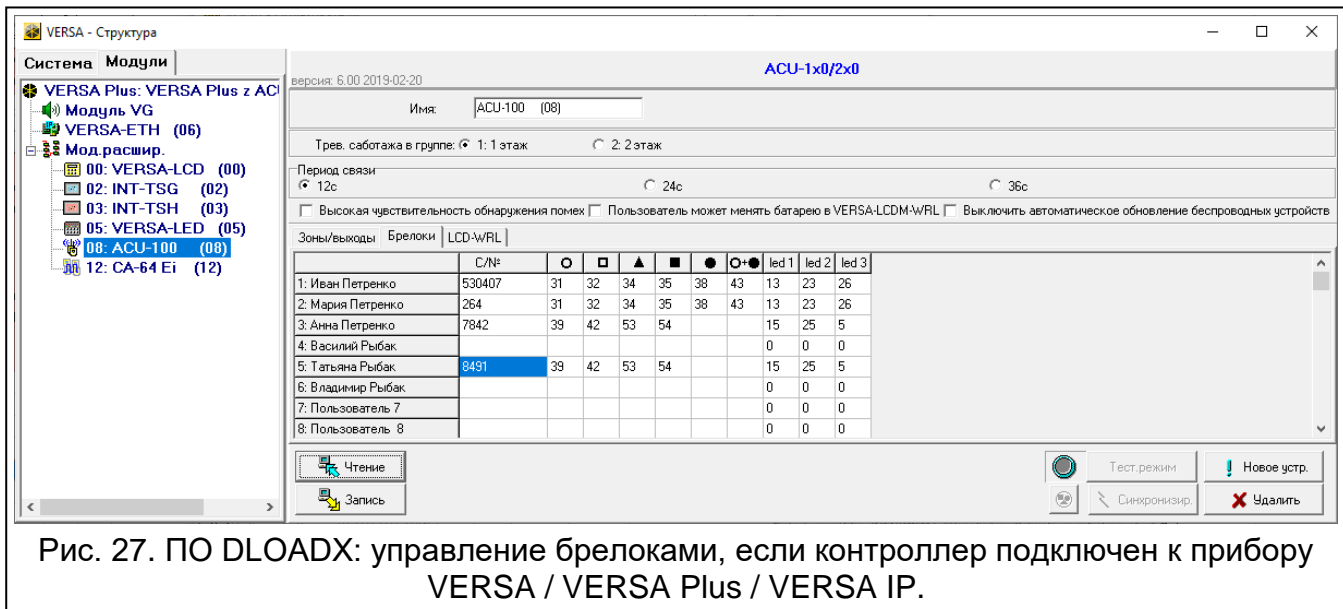 VERSA - Структура
Система Модули
VERSA Plus: VERSA Plus z ACU
Модуль VG
VERSA-ETH (06)
Мод.расшир.
00: VERSA-LCD (00)
02: INT-TSG (02)
03: INT-TSH (03)
05: VERSA-LED (05)
08: ACU-100 (08)
12: CA-64 Ei (12)
версия: 6.00 2019-02-20
ACU-1x0/2x0
Имя: ACU-100 (08)
Трев. саботажа в группе: 1: 1 этаж 2: 2 этаж
Период связи
12с 24с 36с
Высокая чувствительность обнаружения помех Пользователь может менять батарею в VERSA-LCDM-WRL Выключить автоматическое обновление беспроводных устройств
Зоны/выходы Брелоки LCD-WRL
С/№ O □ ▲ ■ ● O+● led 1 led 2 led 3
1: Иван Петренко 530407 31 32 34 35 38 43 13 23 26
2: Мария Петренко 264 31 32 34 35 38 43 13 23 26
3: Анна Петренко 7842 39 42 53 54 15 25 5
4: Василий Рыбак 0 0 0
5: Татьяна Рыбак 8491 39 42 53 54 15 25 5
6: Владимир Рыбак 0 0 0
7: Пользователь 7 0 0 0
8: Пользователь 8 0 0 0
Чтение Тест.режим Новое устр.
Запись Синхронизир. Удалить
Рис. 27. ПО DLOADX: управление брелоками, если контроллер подключен к прибору
VERSA / VERSA Plus / VERSA IP.